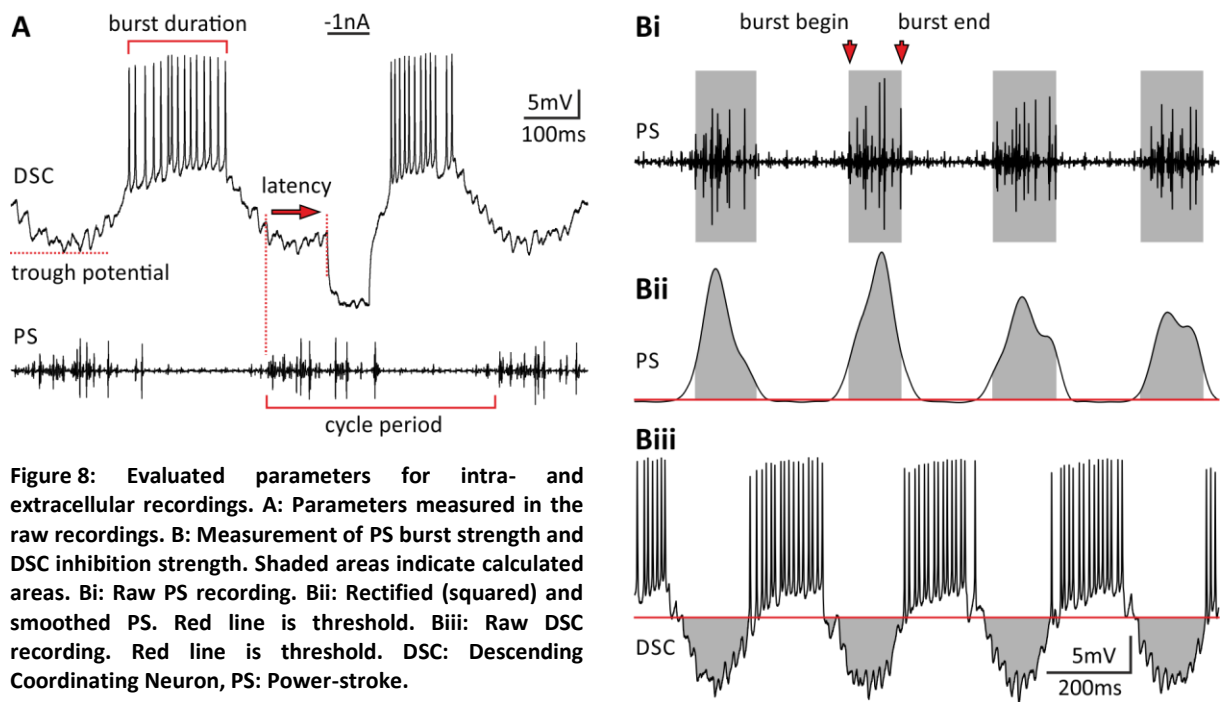 A
burst duration
-1nA
5mV
100ms
DSC
latency
trough potential
PS
cycle period
Figure 8: Evaluated parameters for intra- and
extracellular recordings. A: Parameters measured in the
raw recordings. B: Measurement of PS burst strength and
DSC inhibition strength. Shaded areas indicate calculated
areas. Bi: Raw PS recording. Bii: Rectified (squared) and
smoothed PS. Red line is threshold. Biii: Raw DSC
recording. Red line is threshold. DSC: Descending
Coordinating Neuron, PS: Power-stroke.
Bi
burst begin
burst end
PS
Bii
PS
Biii
DSC
5mV
200ms